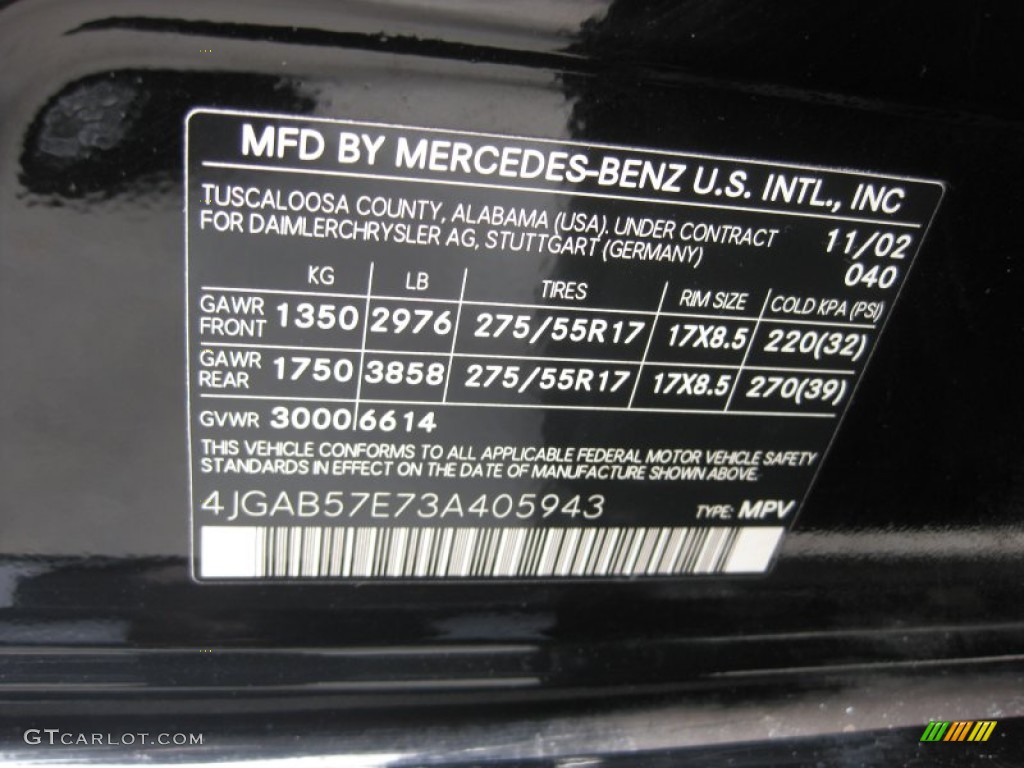 MFD BY MERCEDES-BENZ U.S. INTL., INC
TUSCALOOSA COUNTY, ALABAMA (USA). UNDER CONTRACT 11/02
FOR DAIMLERCHRYSLER AG, STUTTGART (GERMANY) 040
KG LB TIRES RIM SIZE COLD KPA (PSI)
GAWR FRONT 1350 2976 275/55R17 17X8.5 220(32)
GAWR REAR 1750 3858 275/55R17 17X8.5 270(39)
GVWR 3000 6614
THIS VEHICLE CONFORMS TO ALL APPLICABLE FEDERAL MOTOR VEHICLE SAFETY
STANDARDS IN EFFECT ON THE DATE OF MANUFACTURE SHOWN ABOVE.
4JGAB57E73A405943 TYPE: MPV
GTCARLOT.COM